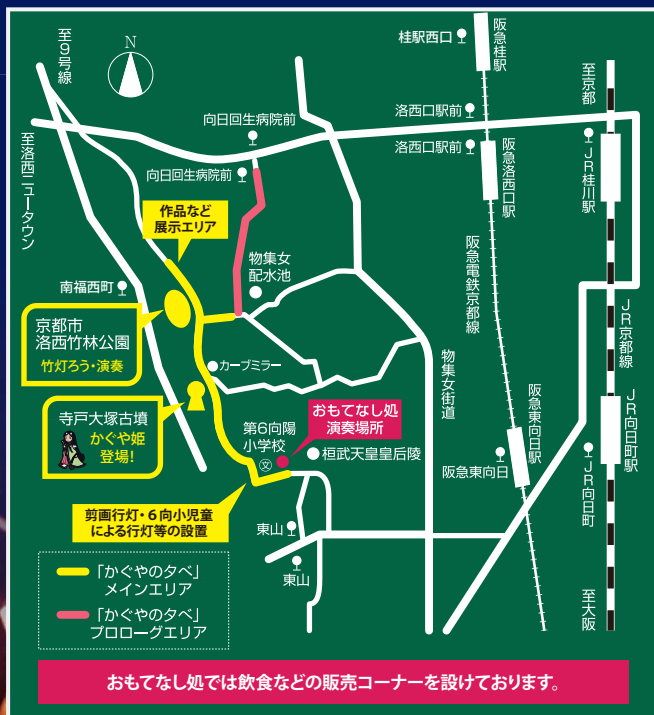 至9号線
N
桂駅西口
阪急桂駅
至京都
洛西口駅前
向日回生病院前
洛西口駅前
至洛西ニュータウン
向日回生病院前
阪急洛西口駅
JR桂川駅
作品など
展示エリア
物集女
配水池
阪急電鉄京都線
南福西町
京都市
洛西竹林公園
竹灯ろう・演奏
JR京都線
カーブミラー
物集女街道
寺戸大塚古墳
かぐや姫
登場!
おもてなし処
演奏場所
第6向陽
小学校
文
桓武天皇皇后陵
阪急東向日駅
阪急東向日
JR向日町駅
JR向日町
剪画行灯・6向小児童
による行灯等の設置
東山
東山
至大阪
「かぐやの夕べ」
メインエリア
「かぐやの夕べ」
プロローグエリア
おもてなし処では飲食などの販売コーナーを設けております。